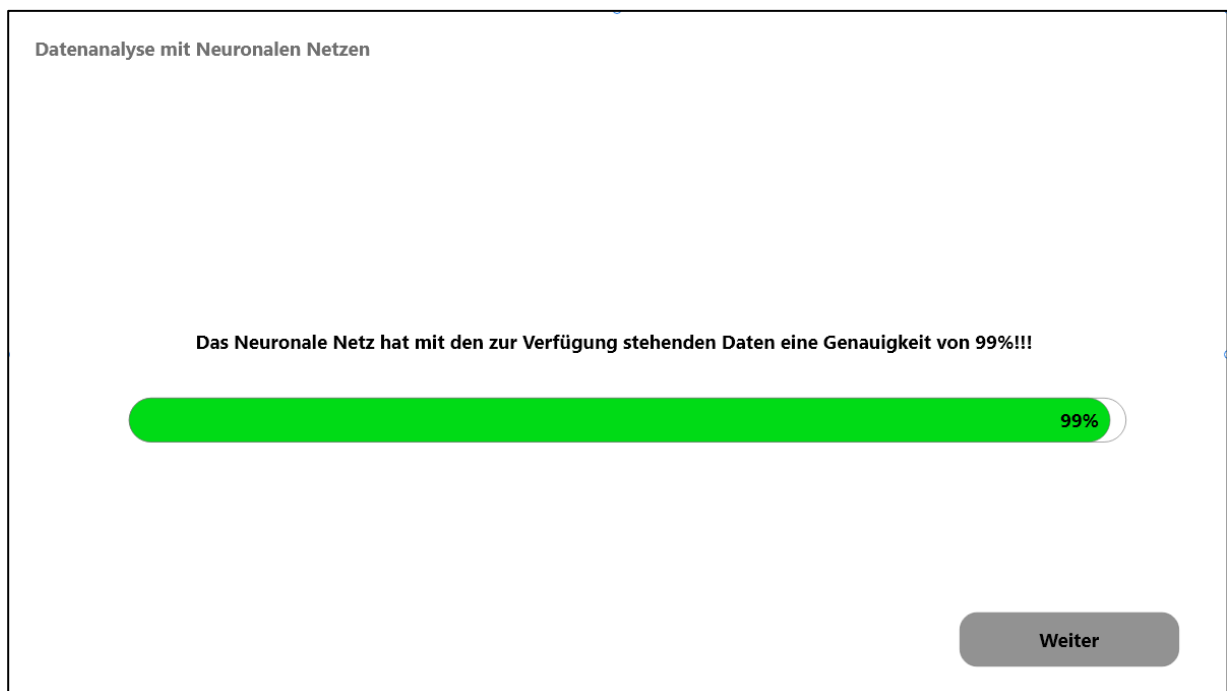 Datenanalyse mit Neuronalen Netzen
Das Neuronale Netz hat mit den zur Verfügung stehenden Daten eine Genauigkeit von 99%!!!
99%
Weiter